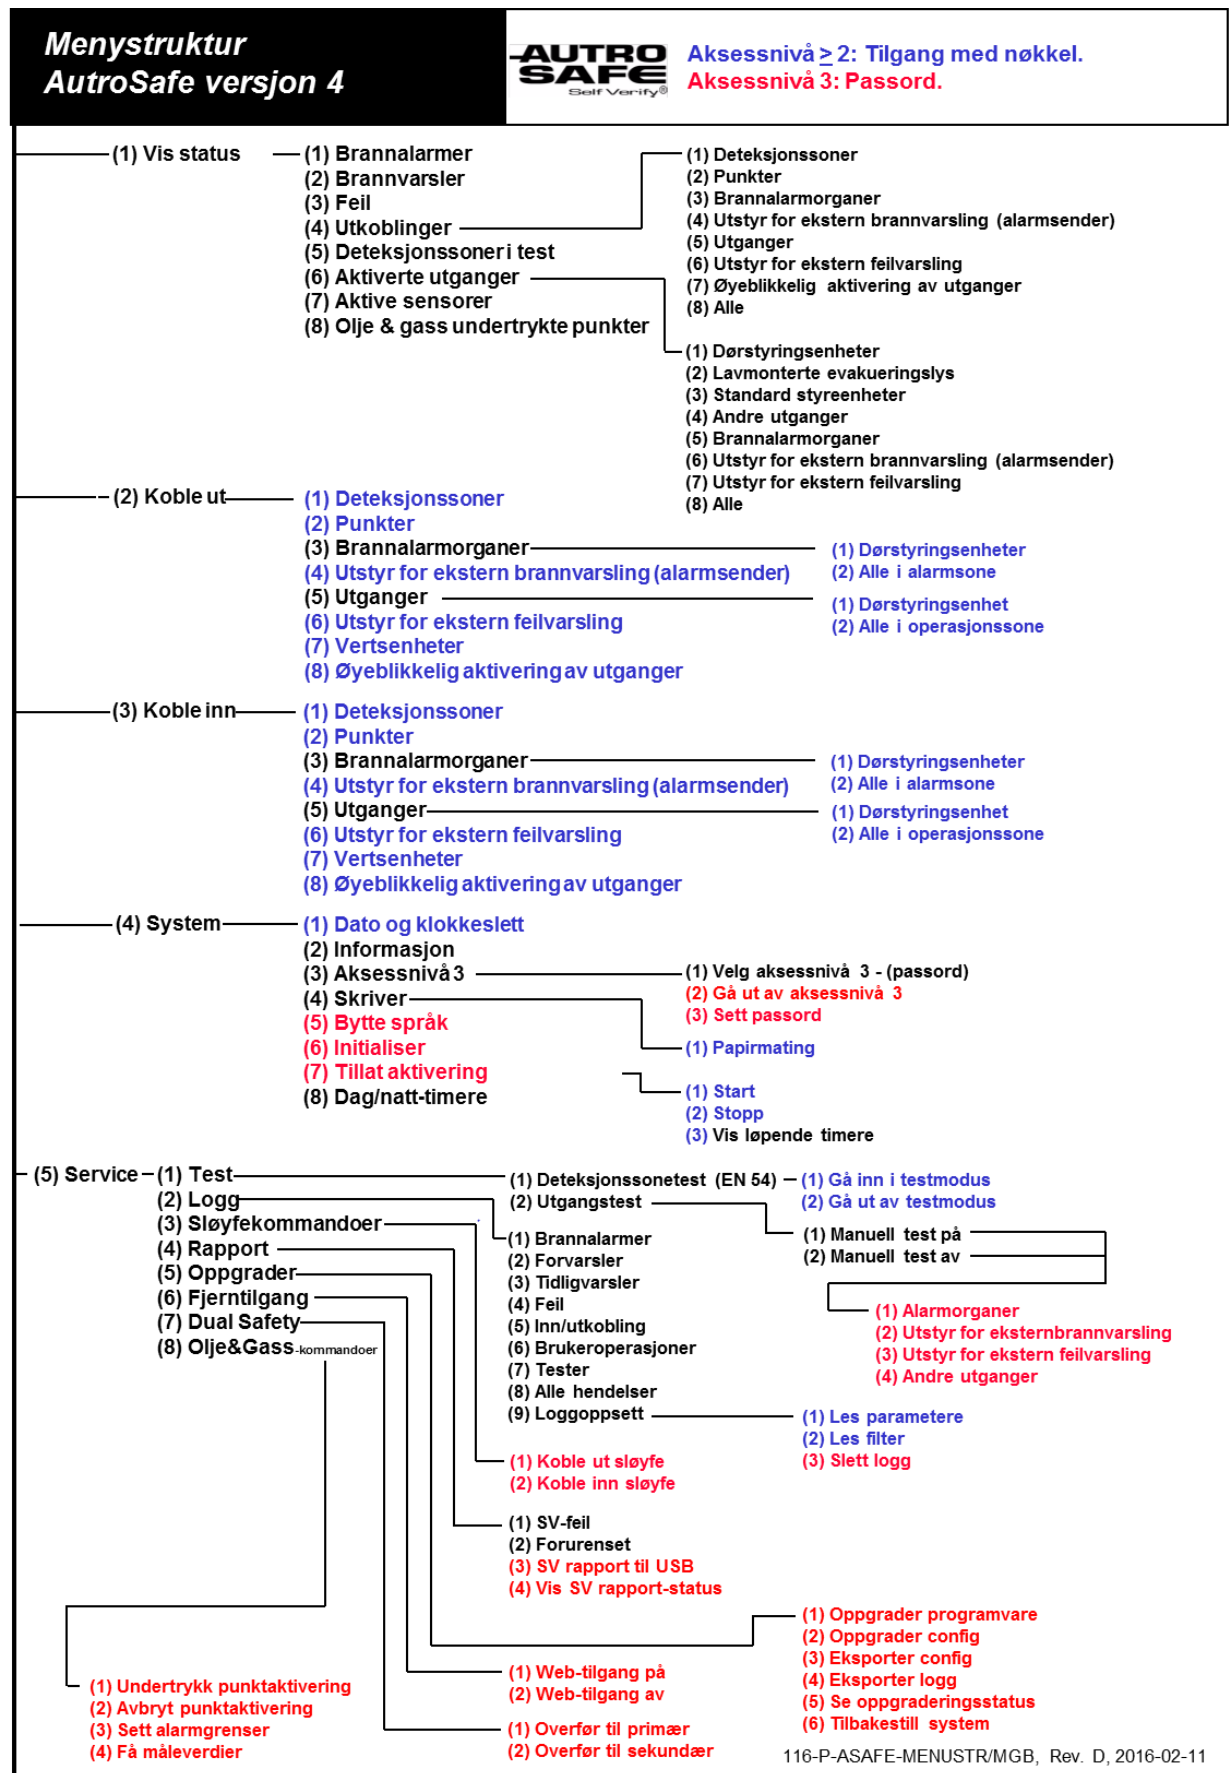 Menystruktur
AutroSafe versjon 4
AUTRO
SAFE
Self Verify®
Aksessnivå ≥ 2: Tilgang med nøkkel.
Aksessnivå 3: Passord.
(1) Vis status
(1) Brannalarmer
(2) Brannvarsler
(3) Feil
(4) Utkoblinger
(5) Deteksjonssoner i test
(6) Aktiverte utganger
(7) Aktive sensorer
(8) Olje & gass undertrykte punkter
(1) Deteksjonssoner
(2) Punkter
(3) Brannalarmorganer
(4) Utstyr for ekstern brannvarsling (alarmsender)
(5) Utganger
(6) Utstyr for ekstern feilvarsling
(7) Øyeblikkelig aktivering av utganger
(8) Alle
(1) Dørstyringsenheter
(2) Lavmonterte evakueringslys
(3) Standard styreenheter
(4) Andre utganger
(5) Brannalarmorganer
(6) Utstyr for ekstern brannvarsling (alarmsender)
(7) Utstyr for ekstern feilvarsling
(8) Alle
(2) Koble ut
(1) Deteksjonssoner
(2) Punkter
(3) Brannalarmorganer
(4) Utstyr for ekstern brannvarsling (alarmsender)
(5) Utganger
(6) Utstyr for ekstern feilvarsling
(7) Vertsenheter
(8) Øyeblikkelig aktivering av utganger
(1) Dørstyringsenheter
(2) Alle i alarmsone
(1) Dørstyringsenhet
(2) Alle i operasjonssone
(3) Koble inn
(1) Deteksjonssoner
(2) Punkter
(3) Brannalarmorganer
(4) Utstyr for ekstern brannvarsling (alarmsender)
(5) Utganger
(6) Utstyr for ekstern feilvarsling
(7) Vertsenheter
(8) Øyeblikkelig aktivering av utganger
(1) Dørstyringsenheter
(2) Alle i alarmsone
(1) Dørstyringsenhet
(2) Alle i operasjonssone
(4) System
(1) Dato og klokkeslett
(2) Informasjon
(3) Aksessnivå 3
(4) Skriver
(5) Bytte språk
(6) Initialiser
(7) Tillat aktivering
(8) Dag/natt-timere
(1) Velg aksessnivå 3 - (passord)
(2) Gå ut av aksessnivå 3
(3) Sett passord
(1) Papirmating
(1) Start
(2) Stopp
(3) Vis løpende timere
(5) Service
(1) Test
(2) Logg
(3) Sløyfekommandoer
(4) Rapport
(5) Oppgrader
(6) Fjerntilgang
(7) Dual Safety
(8) Olje&Gass-kommandoer
(1) Deteksjonssonetest (EN 54)
(2) Utgangstest
(1) Gå inn i testmodus
(2) Gå ut av testmodus
(1) Manuell test på
(2) Manuell test av
(1) Alarmorganer
(2) Utstyr for eksternbrannvarsling
(3) Utstyr for ekstern feilvarsling
(4) Andre utganger
(1) Brannalarmer
(2) Forvarsler
(3) Tidligvarsler
(4) Feil
(5) Inn/utkobling
(6) Brukeroperasjoner
(7) Tester
(8) Alle hendelser
(9) Loggoppsett
(1) Les parametere
(2) Les filter
(3) Slett logg
(1) Koble ut sløyfe
(2) Koble inn sløyfe
(1) SV-feil
(2) Forurenset
(3) SV rapport til USB
(4) Vis SV rapport-status
(1) Oppgrader programvare
(2) Oppgrader config
(3) Eksporter config
(4) Eksporter logg
(5) Se oppgraderingsstatus
(6) Tilbakestill system
(1) Web-tilgang på
(2) Web-tilgang av
(1) Overfør til primær
(2) Overfør til sekundær
(1) Undertrykk punktaktivering
(2) Avbryt punktaktivering
(3) Sett alarmgrenser
(4) Få måleverdier
116-P-ASAFE-MENUSTR/MGB, Rev. D, 2016-02-11